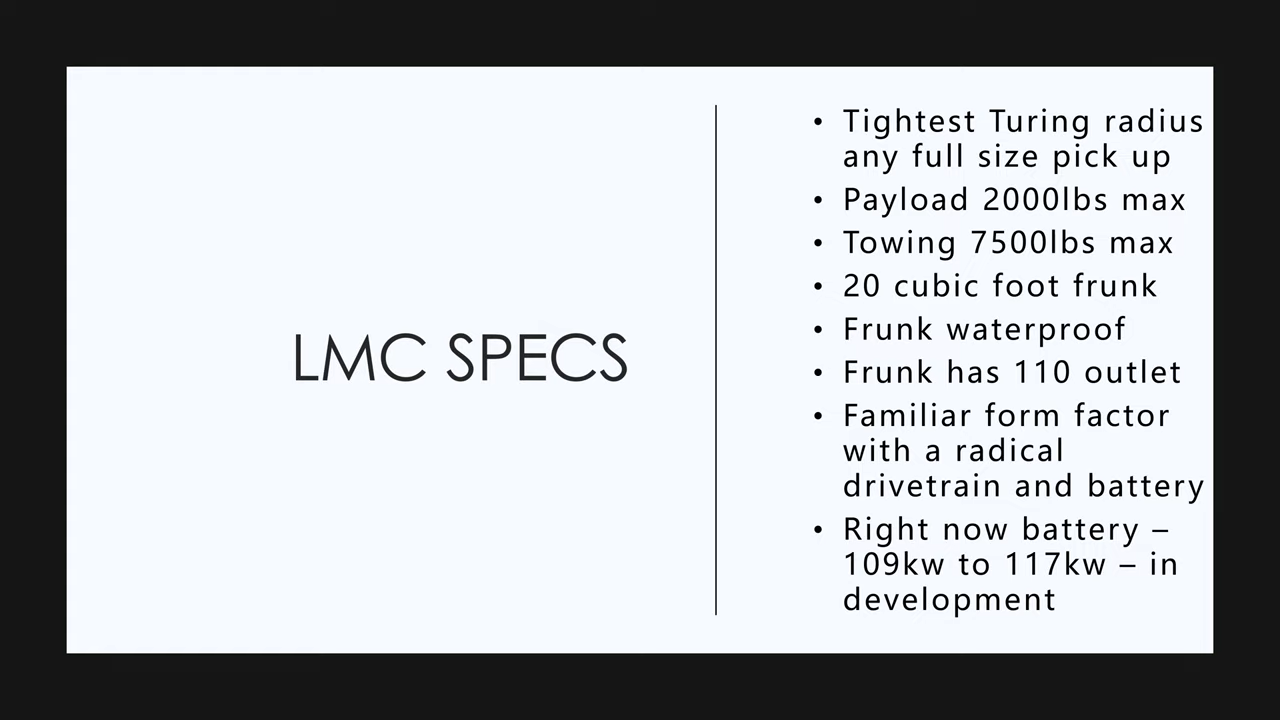 LMC SPECS
• Tightest Turing radius
any full size pick up
• Payload 2000lbs max
• Towing 7500lbs max
• 20 cubic foot frunk
• Frunk waterproof
• Frunk has 110 outlet
• Familiar form factor
with a radical
drivetrain and battery
• Right now battery –
109kw to 117kw – in
development